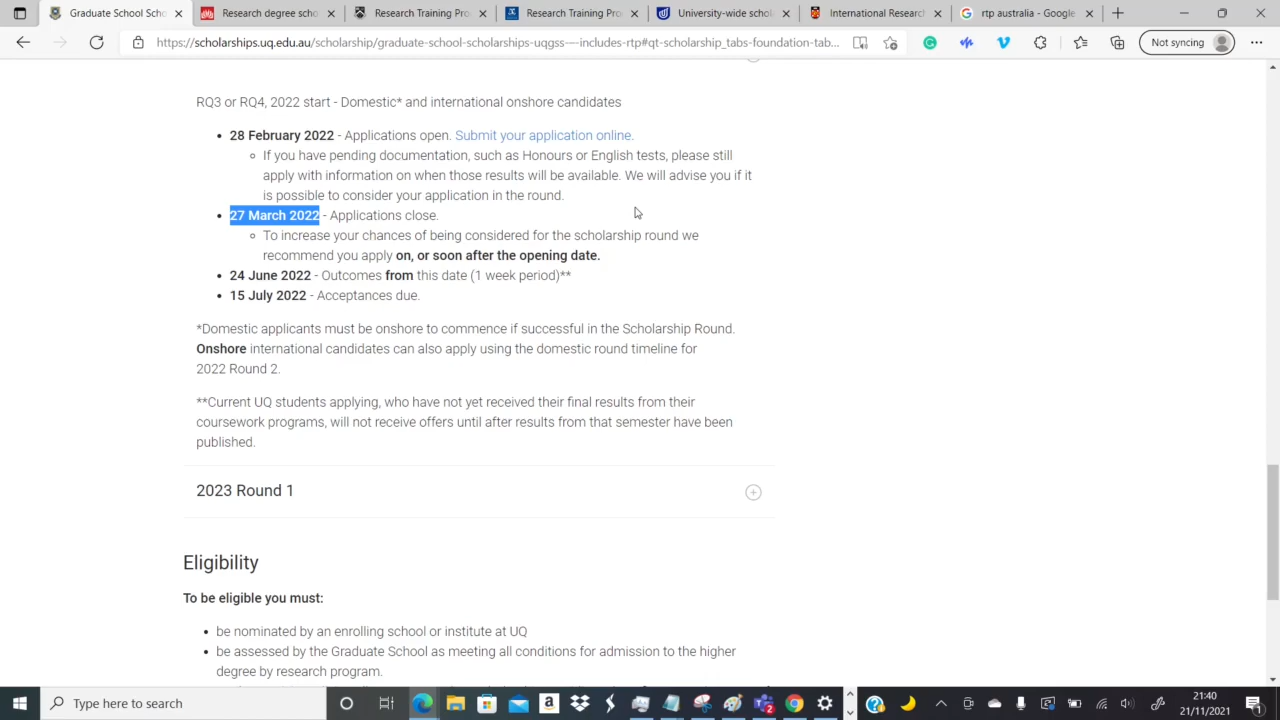 Graduate School Sch
Research degree sch
Research Training Pro
Research Training Pro
University-wide schol
International Research
rtp australia - Google
https://scholarships.uq.edu.au/scholarship/graduate-school-scholarships-uqgss-—includes-rtp#qt-scholarship_tabs-foundation-tab...
Not syncing
RQ3 or RQ4, 2022 start - Domestic* and international onshore candidates
• 28 February 2022 - Applications open. Submit your application online.
If you have pending documentation, such as Honours or English tests, please still
apply with information on when those results will be available. We will advise you if it
is possible to consider your application in the round.
• 27 March 2022 - Applications close.
To increase your chances of being considered for the scholarship round we
recommend you apply on, or soon after the opening date.
• 24 June 2022 - Outcomes from this date (1 week period)**
• 15 July 2022 - Acceptances due.
*Domestic applicants must be onshore to commence if successful in the Scholarship Round.
Onshore international candidates can also apply using the domestic round timeline for
2022 Round 2.
**Current UQ students applying, who have not yet received their final results from their
coursework programs, will not receive offers until after results from that semester have been
published.
2023 Round 1
Eligibility
To be eligible you must:
• be nominated by an enrolling school or institute at UQ
• be assessed by the Graduate School as meeting all conditions for admission to the higher
degree by research program.
Type here to search
21:40
21/11/2021